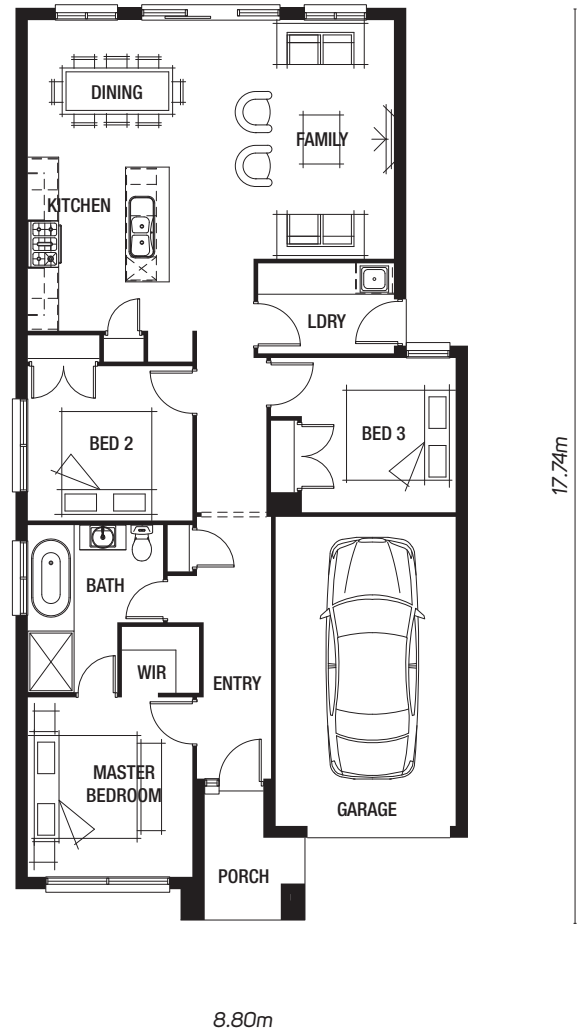 DINING
FAMILY
KITCHEN
LDRY
BED 2
BED 3
17.74m
BATH
WIR
ENTRY
MASTER
BEDROOM
GARAGE
PORCH
8.80m